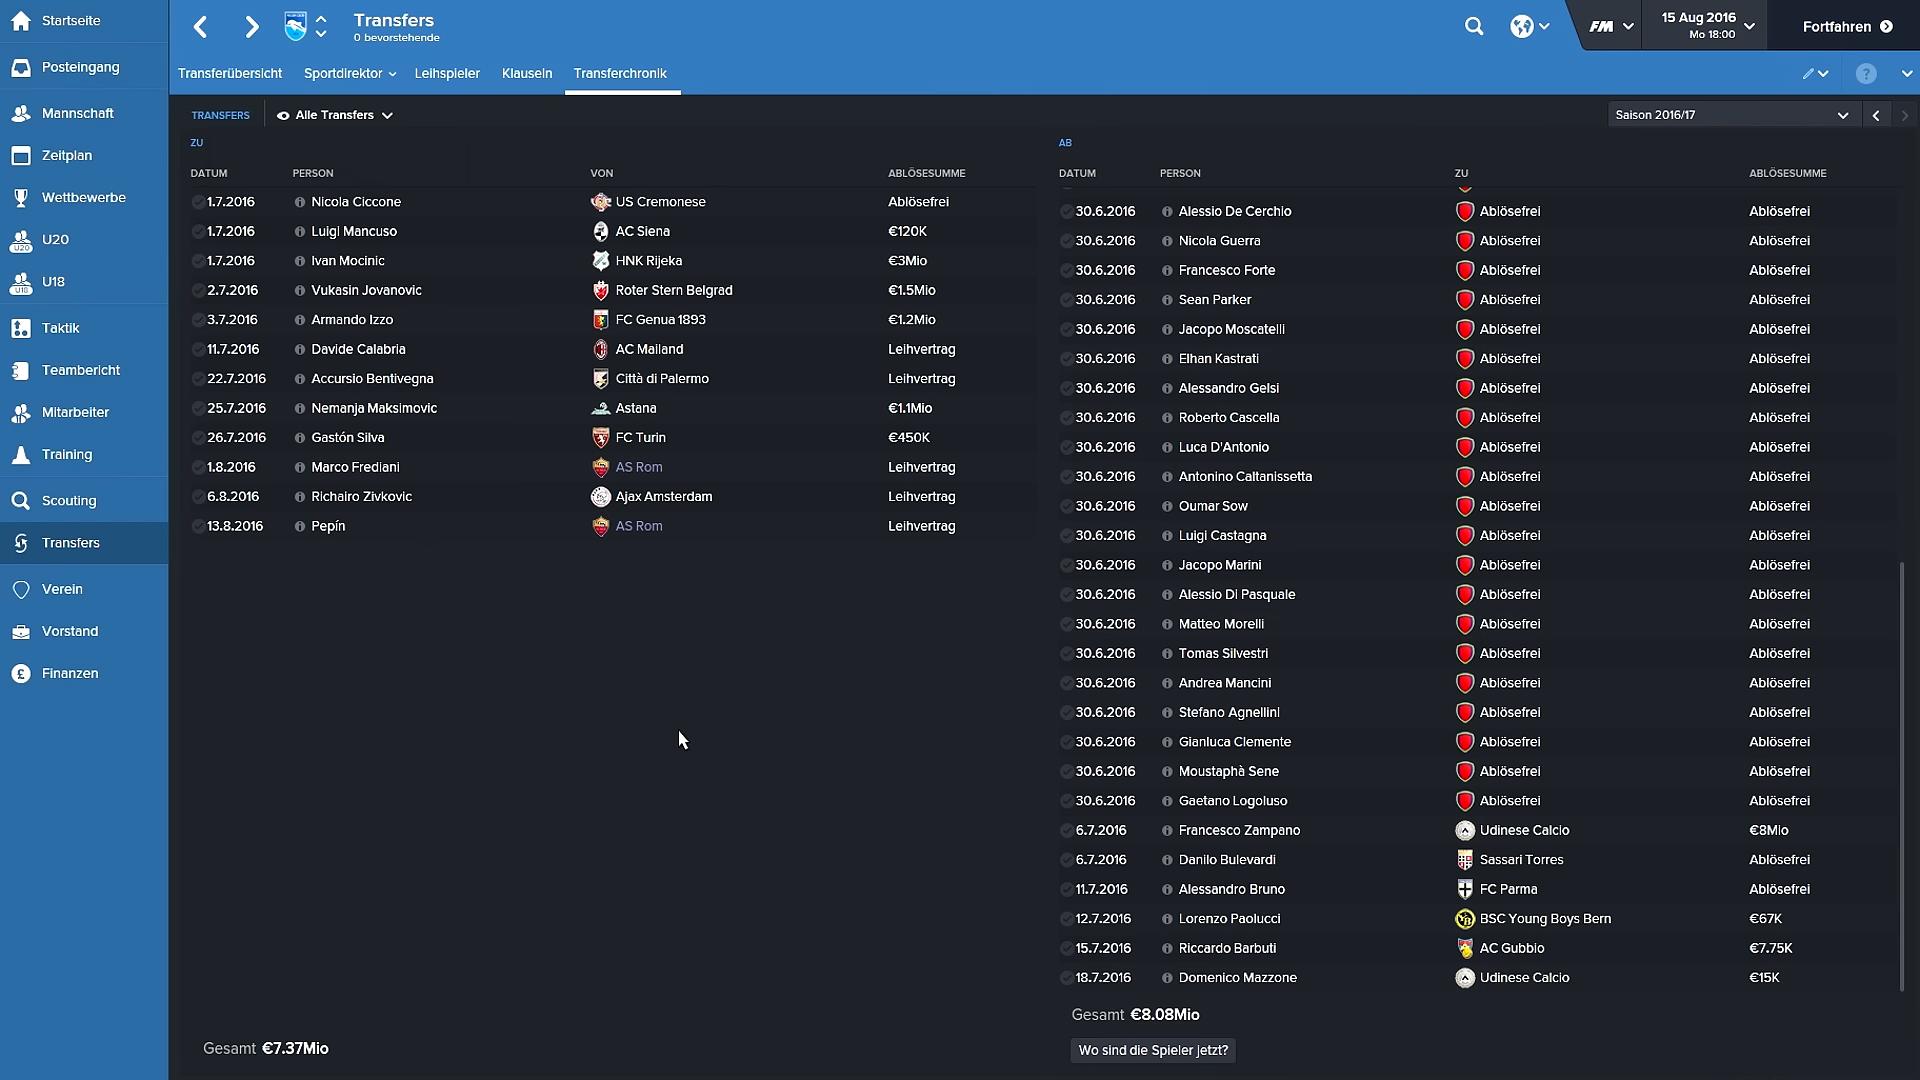 Startseite
Posteingang
Mannschaft
Zeitplan
Wettbewerbe
U20
U18
Taktik
Teambericht
Mitarbeiter
Training
Scouting
Transfers
Verein
Vorstand
Finanzen
Transfers
0 bevorstehende
FM
15 Aug 2016
Mo 18:00
Fortfahren
Transferübersicht Sportdirektor Leihspieler Klauseln Transferchronik
?
TRANSFERS Alle Transfers
Saison 2016/17
ZU
DATUM PERSON VON ABLÖSESUMME
1.7.2016 Nicola Ciccone US Cremonese Ablösefrei
1.7.2016 Luigi Mancuso AC Siena €120K
1.7.2016 Ivan Mocinic HNK Rijeka €3Mio
2.7.2016 Vukasin Jovanovic Roter Stern Belgrad €1.5Mio
3.7.2016 Armando Izzo FC Genua 1893 €1.2Mio
11.7.2016 Davide Calabria AC Mailand Leihvertrag
22.7.2016 Accursio Bentivegna Città di Palermo Leihvertrag
25.7.2016 Nemanja Maksimovic Astana €1.1Mio
26.7.2016 Gastón Silva FC Turin €450K
1.8.2016 Marco Frediani AS Rom Leihvertrag
6.8.2016 Richairo Zivkovic Ajax Amsterdam Leihvertrag
13.8.2016 Pepín AS Rom Leihvertrag
Gesamt €7.37Mio
AB
DATUM PERSON ZU ABLÖSESUMME
30.6.2016 Alessio De Cerchio Ablösefrei Ablösefrei
30.6.2016 Nicola Guerra Ablösefrei Ablösefrei
30.6.2016 Francesco Forte Ablösefrei Ablösefrei
30.6.2016 Sean Parker Ablösefrei Ablösefrei
30.6.2016 Jacopo Moscatelli Ablösefrei Ablösefrei
30.6.2016 Elhan Kastrati Ablösefrei Ablösefrei
30.6.2016 Alessandro Gelsi Ablösefrei Ablösefrei
30.6.2016 Roberto Cascella Ablösefrei Ablösefrei
30.6.2016 Luca D'Antonio Ablösefrei Ablösefrei
30.6.2016 Antonino Caltanissetta Ablösefrei Ablösefrei
30.6.2016 Oumar Sow Ablösefrei Ablösefrei
30.6.2016 Luigi Castagna Ablösefrei Ablösefrei
30.6.2016 Jacopo Marini Ablösefrei Ablösefrei
30.6.2016 Alessio Di Pasquale Ablösefrei Ablösefrei
30.6.2016 Matteo Morelli Ablösefrei Ablösefrei
30.6.2016 Tomas Silvestri Ablösefrei Ablösefrei
30.6.2016 Andrea Mancini Ablösefrei Ablösefrei
30.6.2016 Stefano Agnellini Ablösefrei Ablösefrei
30.6.2016 Gianluca Clemente Ablösefrei Ablösefrei
30.6.2016 Moustaphà Sene Ablösefrei Ablösefrei
30.6.2016 Gaetano Logoluso Ablösefrei Ablösefrei
6.7.2016 Francesco Zampano Udinese Calcio €8Mio
6.7.2016 Danilo Bulevardi Sassari Torres Ablösefrei
11.7.2016 Alessandro Bruno FC Parma Ablösefrei
12.7.2016 Lorenzo Paolucci BSC Young Boys Bern €67K
15.7.2016 Riccardo Barbuti AC Gubbio €7.75K
18.7.2016 Domenico Mazzone Udinese Calcio €15K
Gesamt €8.08Mio
Wo sind die Spieler jetzt?